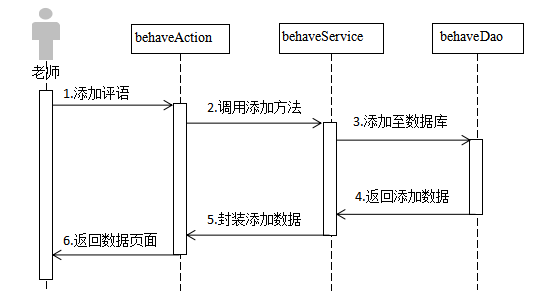 behaveAction
behaveService
behaveDao
老师
1.添加评语
2.调用添加方法
3.添加至数据库
4.返回添加数据
5.封装添加数据
6.返回数据页面